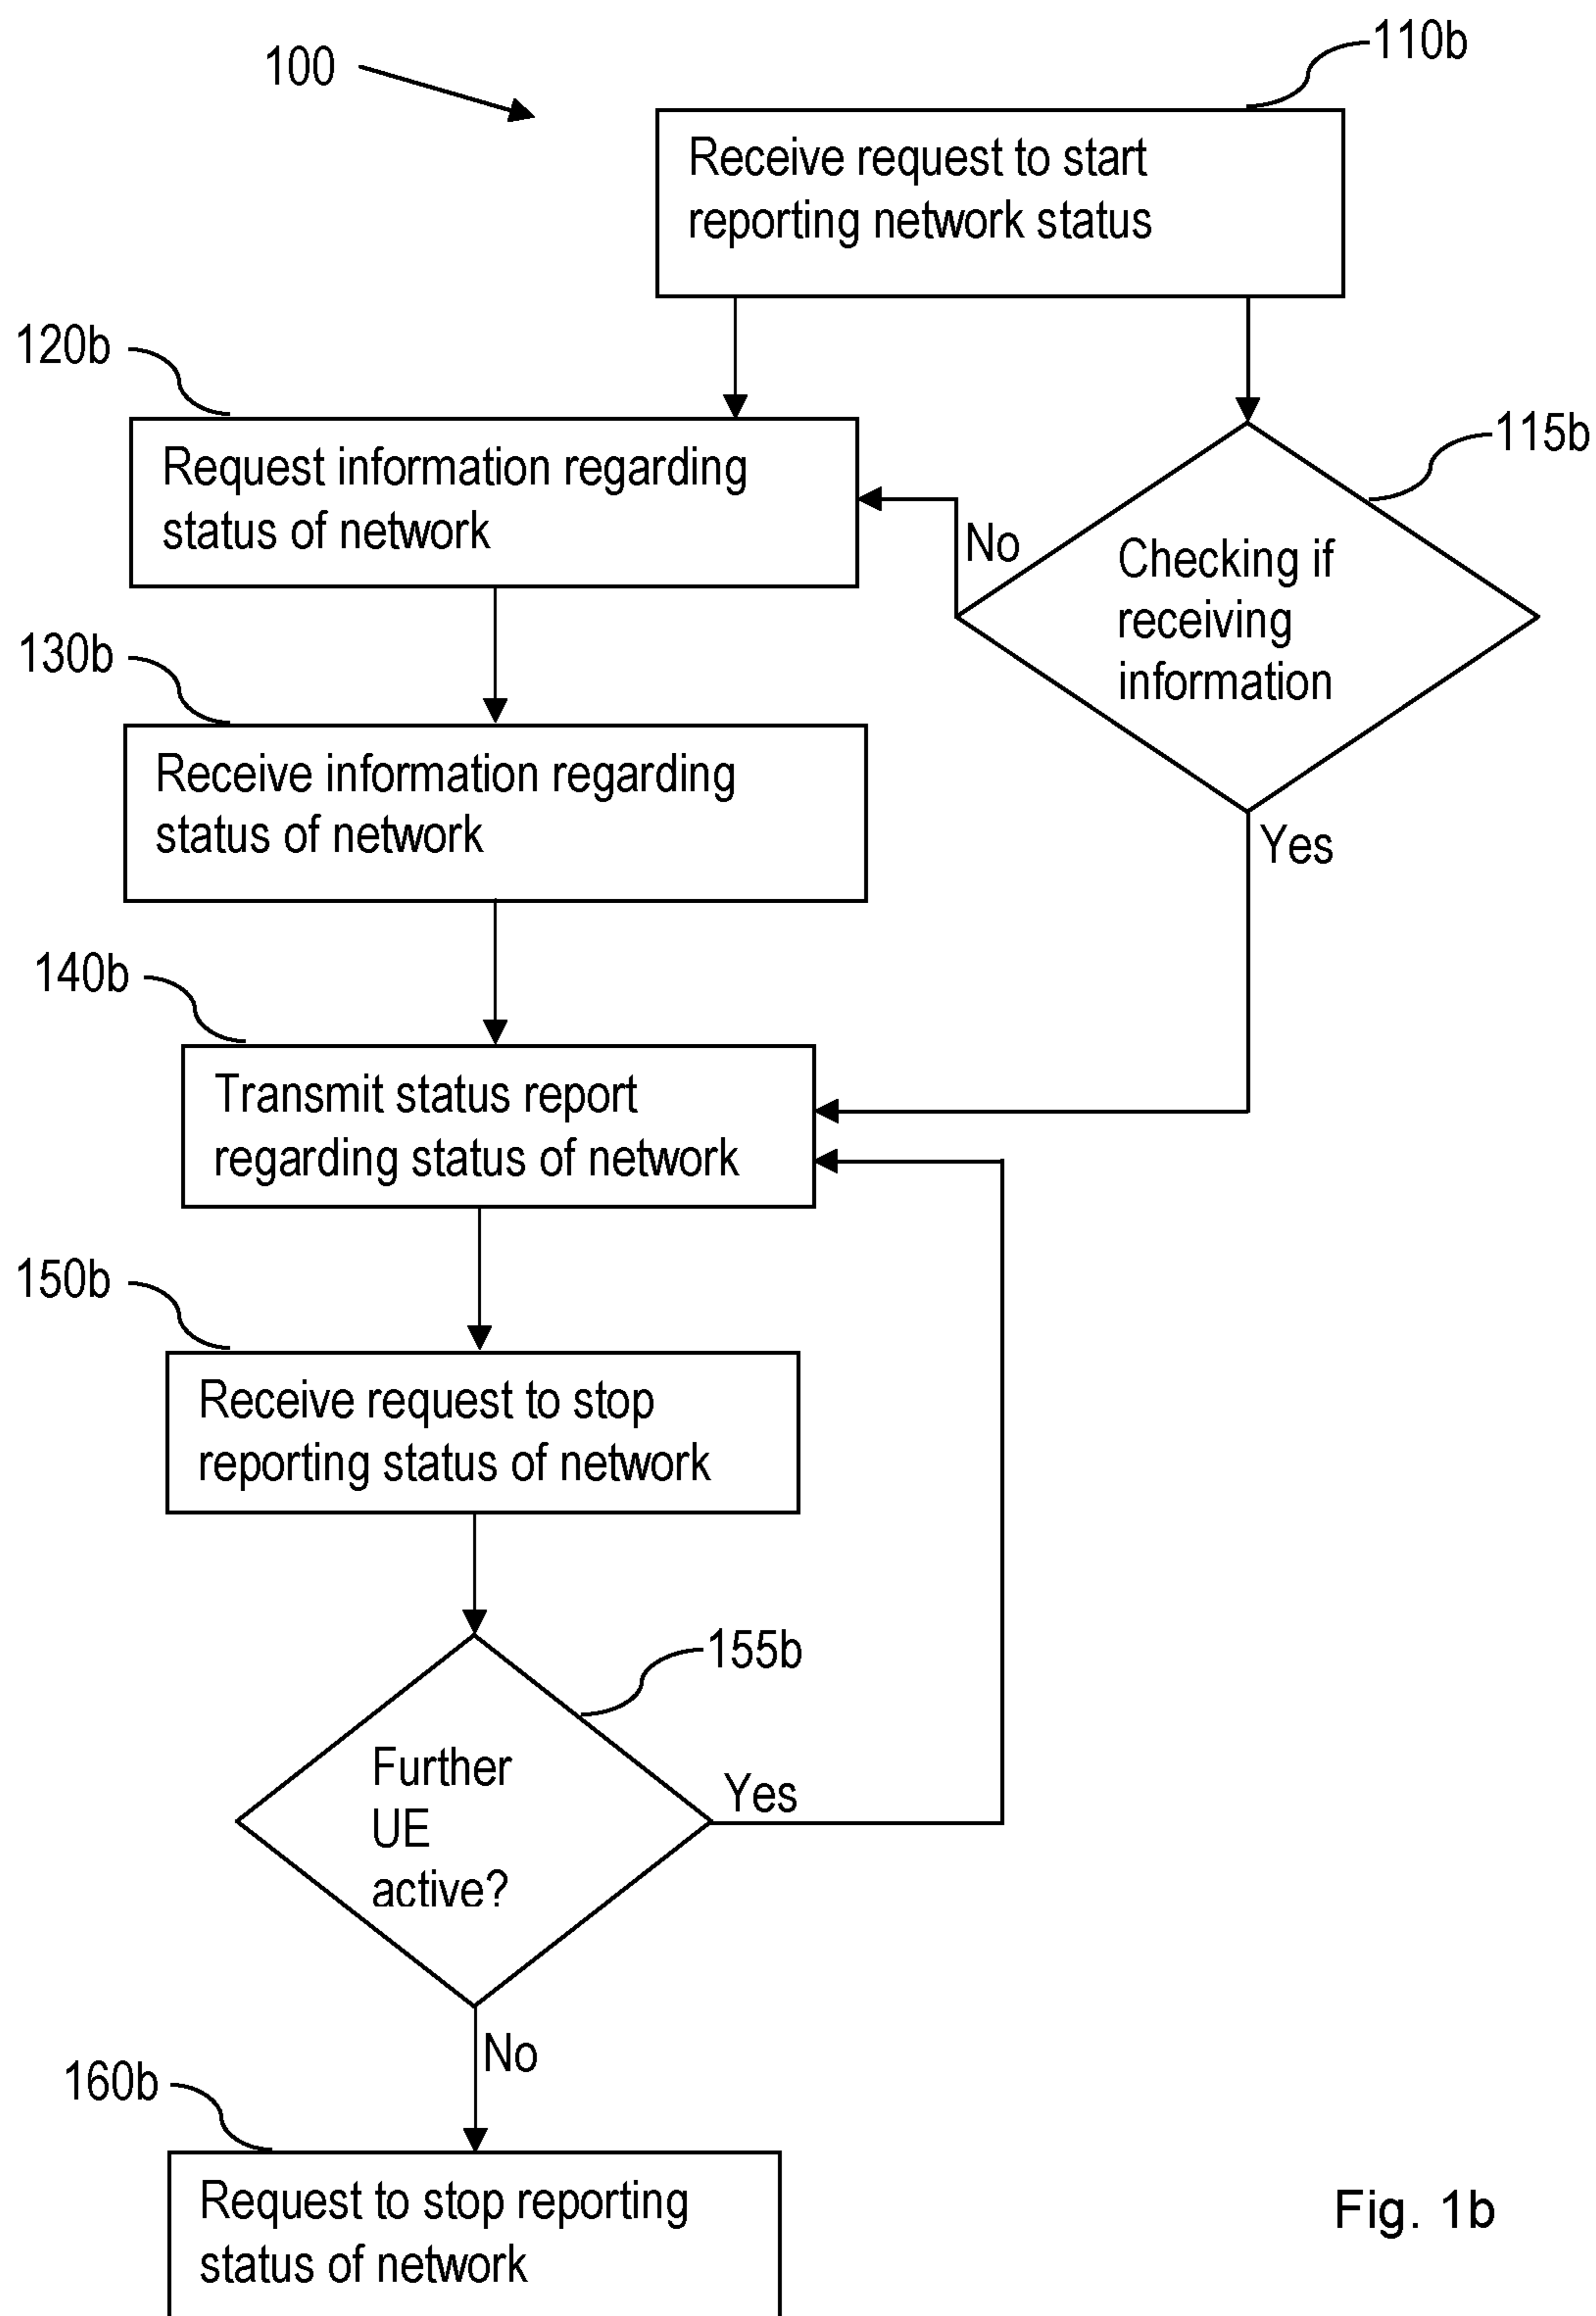 100
110b
Receive request to start
reporting network status
120b
115b
Request information regarding
status of network
No
Checking if
receiving
information
130b
Receive information regarding
status of network
Yes
140b
Transmit status report
regarding status of network
150b
Receive request to stop
reporting status of network
155b
Further
UE
active?
Yes
No
160b
Request to stop reporting
status of network
Fig. 1b